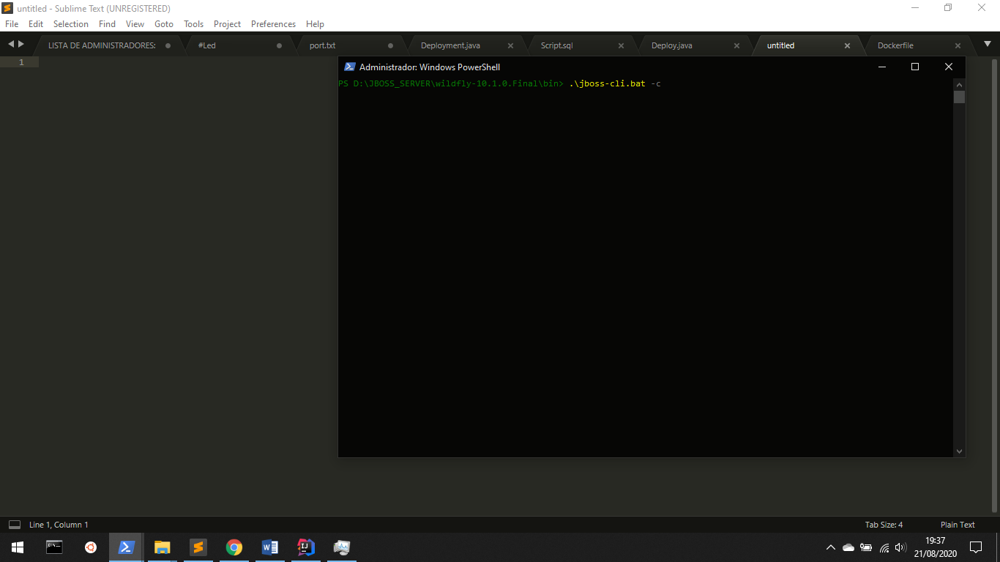 untitled - Sublime Text (UNREGISTERED)
File Edit Selection Find View Goto Tools Project Preferences Help
LISTA DE ADMINISTRADORES: #Led port.txt Deployment.java Script.sql Deploy.java untitled Dockerfile
1
Administrador: Windows PowerShell
PS D:\JBOSS_SERVER\wildfly-10.1.0.Final\bin> .\jboss-cli.bat -c
Line 1, Column 1 Tab Size: 4 Plain Text
19:37
21/08/2020